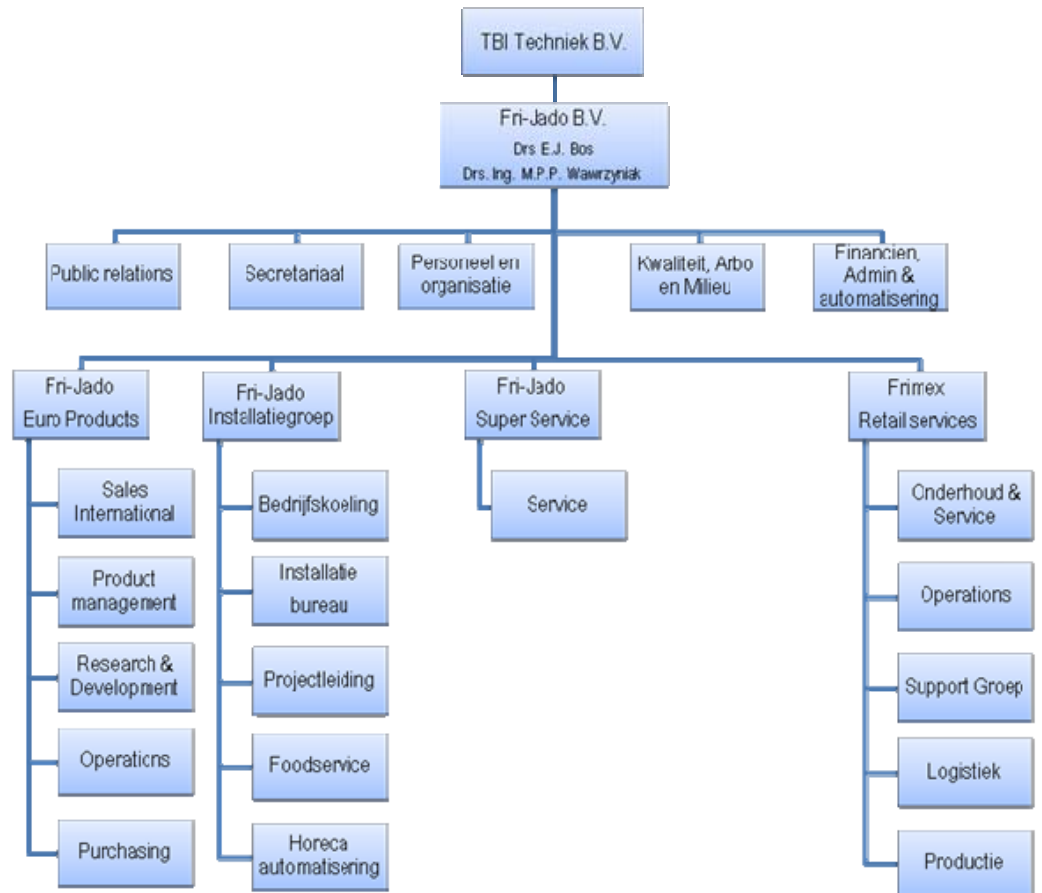 TBI Techniek B.V.
Fri-Jado B.V.
Drs E.J. Bos
Drs. Ing. M.P.P. Wawrzyniak
Public relations
Secretariaat
Personeel en
organisatie
Kwaliteit, Arbo
en Milieu
Financien,
Admin &
automatisering
Fri-Jado
Euro Products
Sales
International
Product
management
Research &
Development
Operations
Purchasing
Fri-Jado
Installatiegroep
Bedrijfskoeling
Installatie
bureau
Projectleiding
Foodservice
Horeca
automatisering
Fri-Jado
Super Service
Service
Frimex
Retail services
Onderhoud &
Service
Operations
Support Groep
Logistiek
Productie